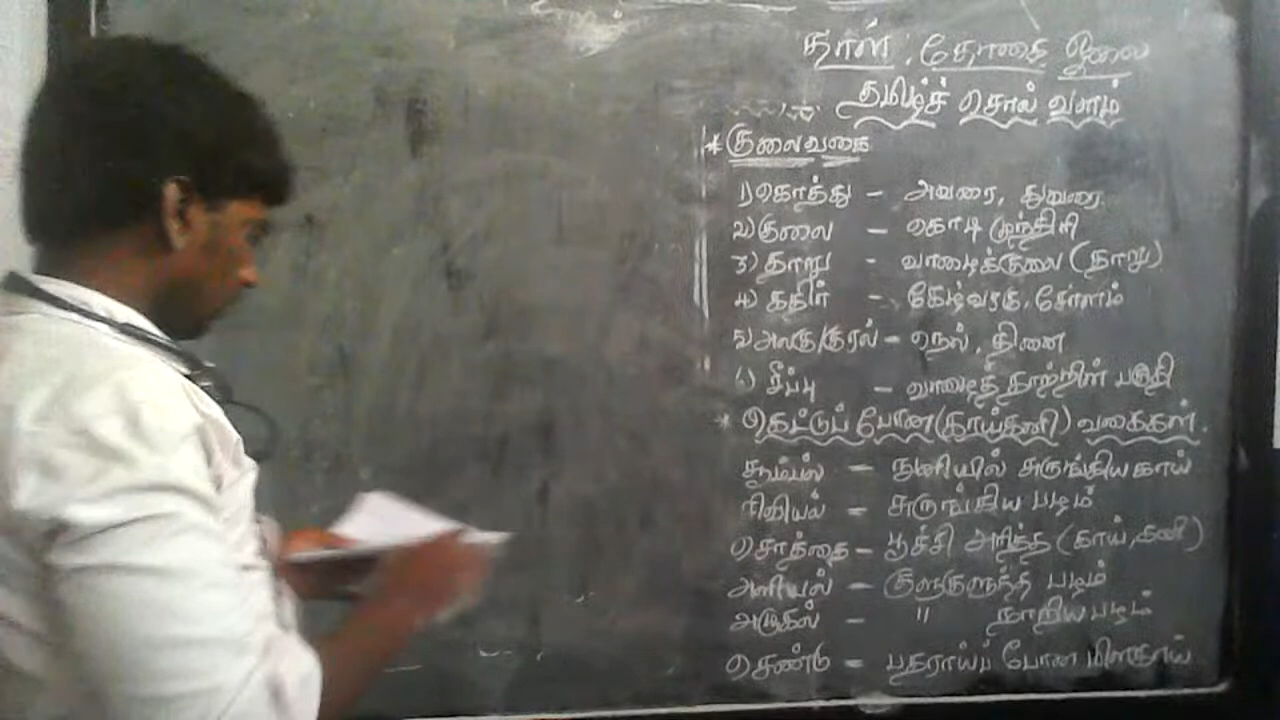 தாள், தோகை ஓலை
தமிழ்ச் சொல் வளம்
* குலைவகை
1) கொத்து - அவரை, துவரை
2) குலை - கொடி முந்திரி
3) தாறு - வாழைக்குலை (தாறு)
4) கதிர் - கேழ்வரகு, சோளம்
5) அலகு/குரல் - நெல், தினை
6) சீப்பு - வாழைத் தாற்றின் பகுதி
* கெட்டுப் போன (காய்கனி) வகைகள்.
சூம்பல் - நுனியில் சுருங்கிய காய்
சிவியல் - சுருங்கிய பழம்
சொத்தை - பூச்சி அரித்த (காய், கனி)
அளியல் - குளுகுளுத்த பழம்
அழுகல் - " நாறிய பழம்
சொண்டு - பதராய்ப் போன மிளகாய்